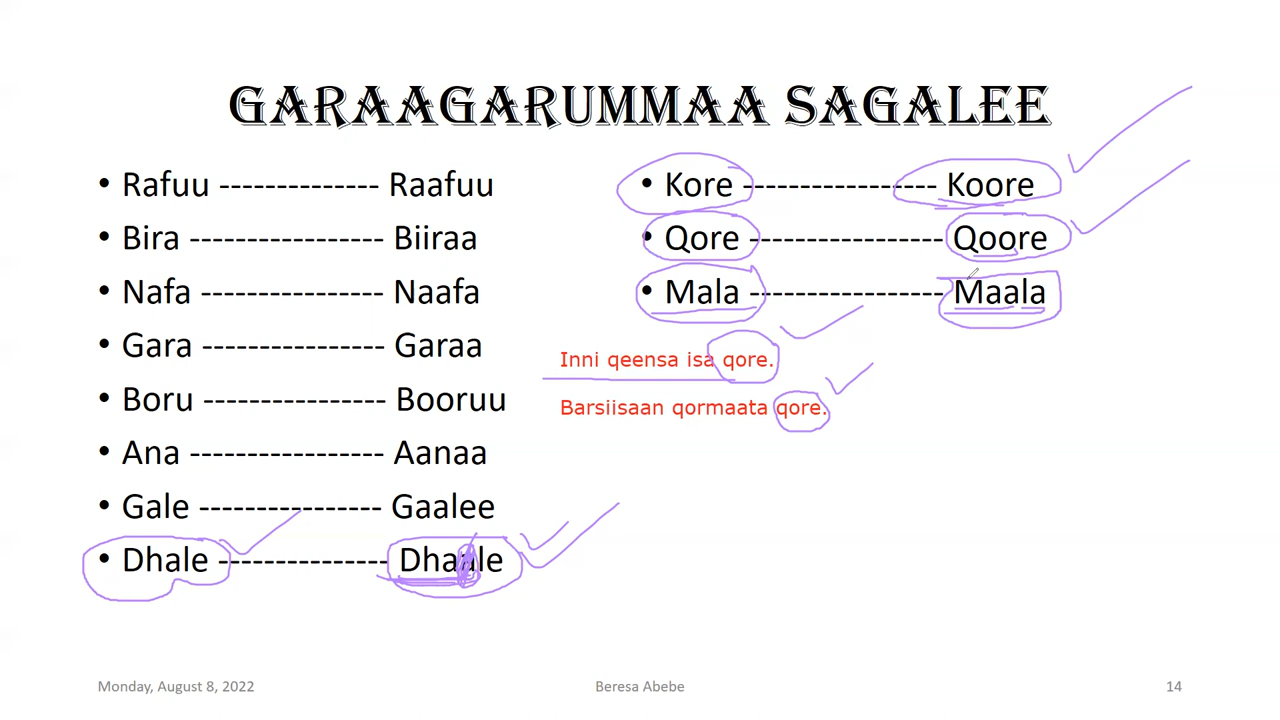 GARAAGARUMMAA SAGALEE
• Rafuu -------------- Raafuu
• Bira ----------------- Biiraa
• Nafa ---------------- Naafa
• Gara ---------------- Garaa
• Boru ---------------- Booruu
• Ana ----------------- Aanaa
• Gale ---------------- Gaalee
• Dhale --------------- Dhaale
• Kore ----------------- Koore
• Qore ----------------- Qoore
• Mala ----------------- Maala
Inni qeensa isa qore.
Barsiisaan qormaata qore.
Monday, August 8, 2022
Beresa Abebe
14